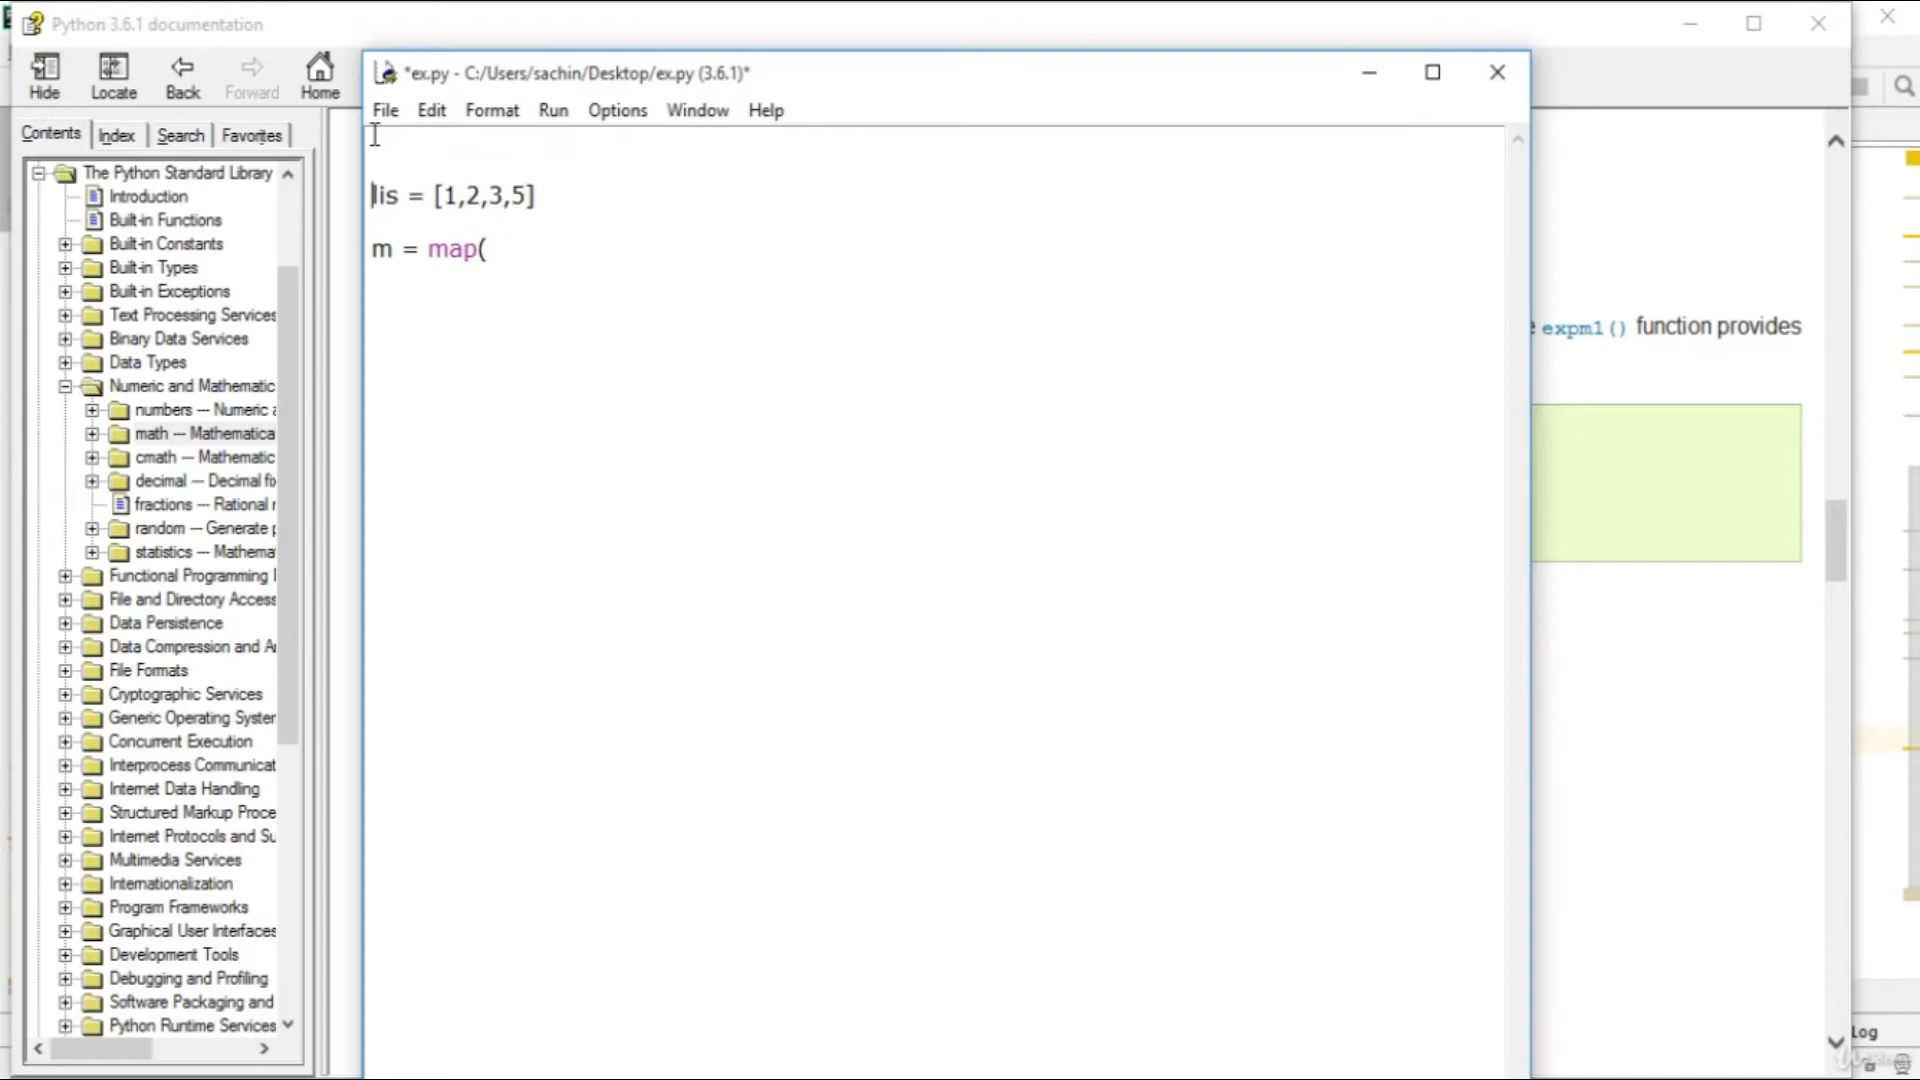 Python 3.6.1 documentation
Hide Locate Back Forward Home
Contents Index Search Favorites
The Python Standard Library
Introduction
Built-in Functions
Built-in Constants
Built-in Types
Built-in Exceptions
Text Processing Services
Binary Data Services
Data Types
Numeric and Mathematic
numbers — Numeric a
math — Mathematica
cmath — Mathematic
decimal — Decimal fix
fractions — Rational r
random — Generate p
statistics — Mathema
Functional Programming
File and Directory Access
Data Persistence
Data Compression and Ar
File Formats
Cryptographic Services
Generic Operating System
Concurrent Execution
Interprocess Communicat
Internet Data Handling
Structured Markup Proce
Internet Protocols and Su
Multimedia Services
Internationalization
Program Frameworks
Graphical User Interfaces
Development Tools
Debugging and Profiling
Software Packaging and
Python Runtime Services
*ex.py - C:/Users/sachin/Desktop/ex.py (3.6.1)*
File Edit Format Run Options Window Help
lis = [1,2,3,5]
m = map(
expm1() function provides
Log